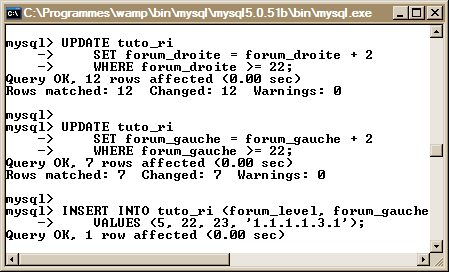 C:\Programmes\wamp\bin\mysql\mysql5.0.51b\bin\mysql.exe
mysql> UPDATE tuto_ri
    ->     SET forum_droite = forum_droite + 2
    ->     WHERE forum_droite >= 22;
Query OK, 12 rows affected (0.00 sec)
Rows matched: 12  Changed: 12  Warnings: 0
mysql>
mysql> UPDATE tuto_ri
    ->     SET forum_gauche = forum_gauche + 2
    ->     WHERE forum_gauche >= 22;
Query OK, 7 rows affected (0.00 sec)
Rows matched: 7  Changed: 7  Warnings: 0
mysql>
mysql> INSERT INTO tuto_ri (forum_level, forum_gauche
    ->     VALUES (5, 22, 23, '1.1.1.1.3.1');
Query OK, 1 row affected (0.00 sec)